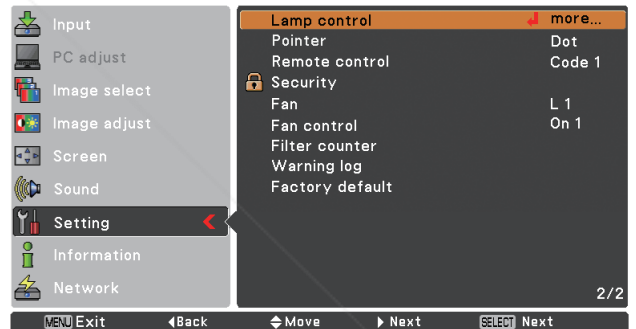 Input
PC adjust
Image select
Image adjust
Screen
Sound
Setting
Information
Network
Lamp control more...
Pointer Dot
Remote control Code 1
Security
Fan L 1
Fan control On 1
Filter counter
Warning log
Factory default
2/2
MENU Exit Back Move Next SELECT Next